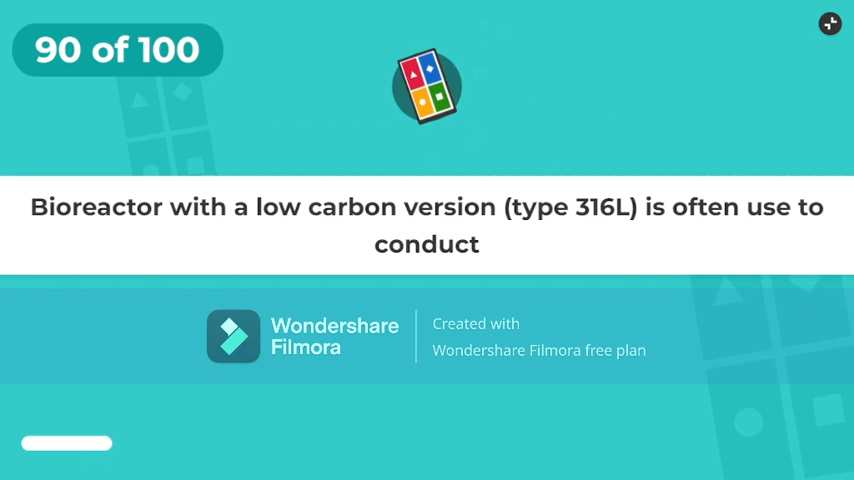 90 of 100
Bioreactor with a low carbon version (type 316L) is often use to
conduct
Wondershare
Filmora
Created with
Wondershare Filmora free plan